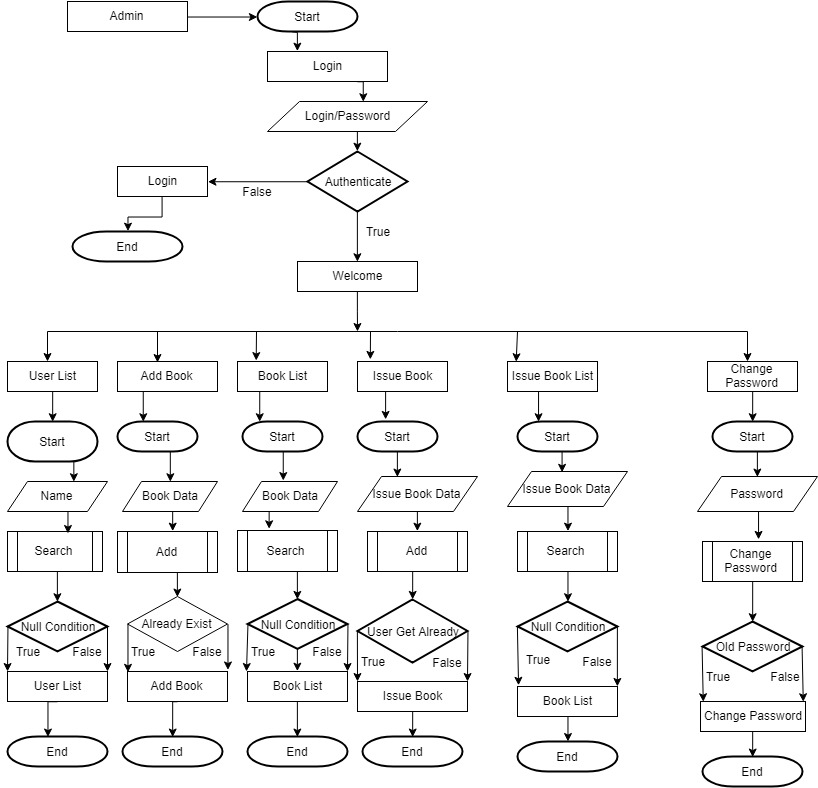 Admin
Start
Login
Login/Password
Authenticate
Login
False
End
True
Welcome
User List
Add Book
Book List
Issue Book
Issue Book List
Change
Password
Start
Start
Start
Start
Start
Start
Name
Book Data
Book Data
Issue Book Data
Issue Book Data
Password
Search
Add
Search
Add
Search
Change
Password
Null Condition
Already Exist
Null Condition
User Get Already
Null Condition
Old Password
True
False
True
False
True
False
True
False
True
False
True
False
User List
Add Book
Book List
Issue Book
Book List
Change Password
End
End
End
End
End
End